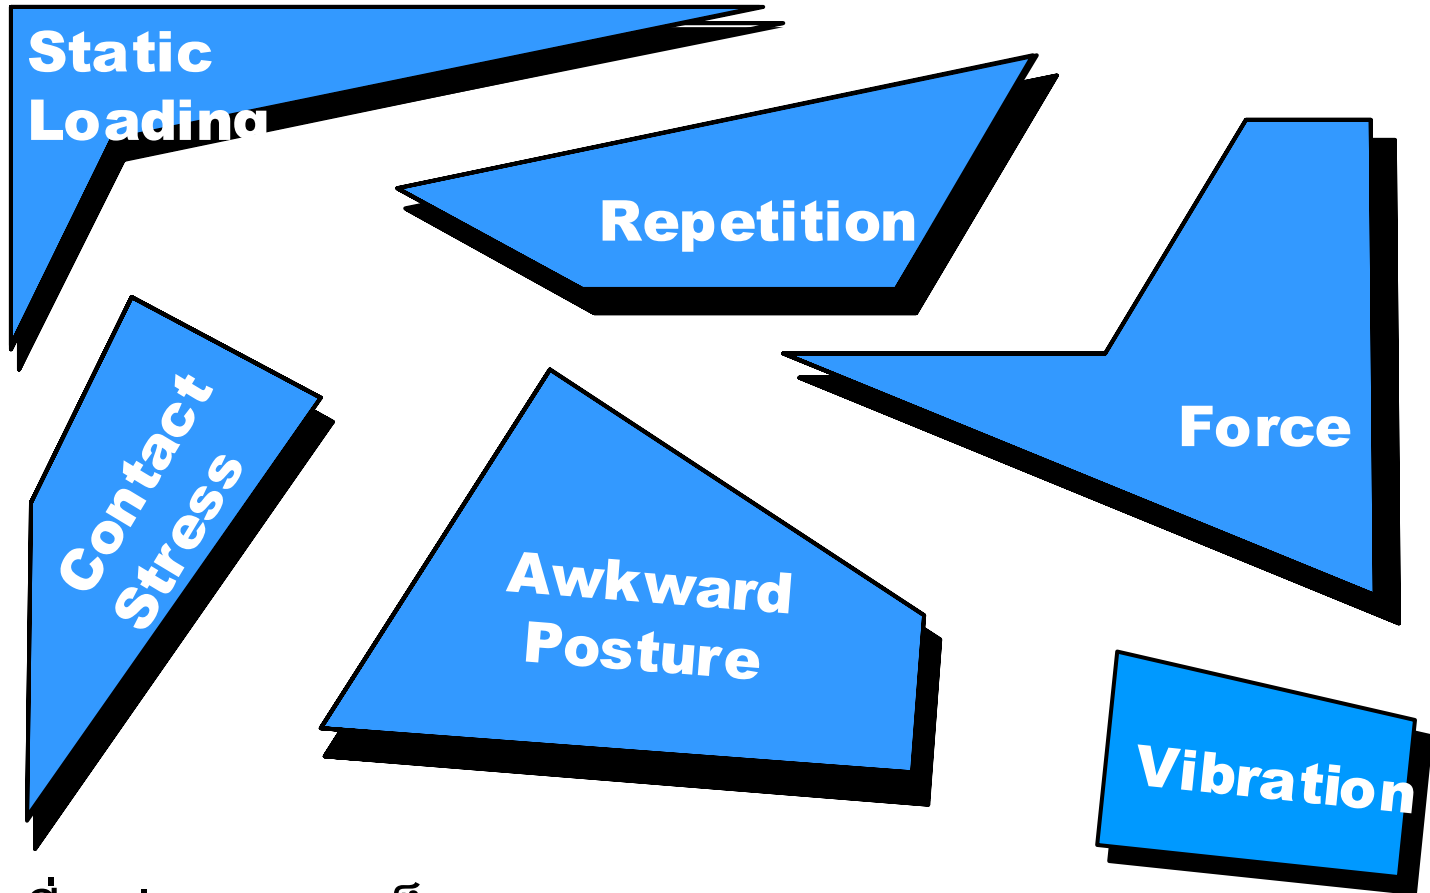 Static
Loading
Repetition
Force
Contact
Stress
Awkward
Posture
Vibration